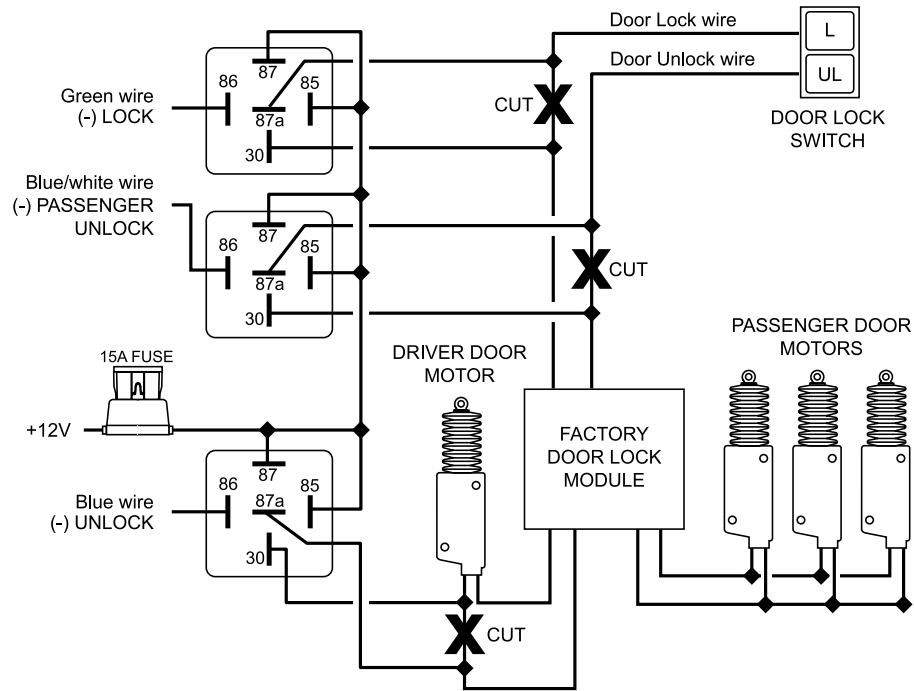 Door Lock wire
L
Door Unlock wire
UL
DOOR LOCK
SWITCH
CUT
87
86
85
87a
30
Green wire
(-) LOCK
Blue/white wire
(-) PASSENGER
UNLOCK
87
86
85
87a
30
CUT
15A FUSE
+12V
DRIVER DOOR
MOTOR
PASSENGER DOOR
MOTORS
FACTORY
DOOR LOCK
MODULE
87
86
85
87a
30
Blue wire
(-) UNLOCK
CUT